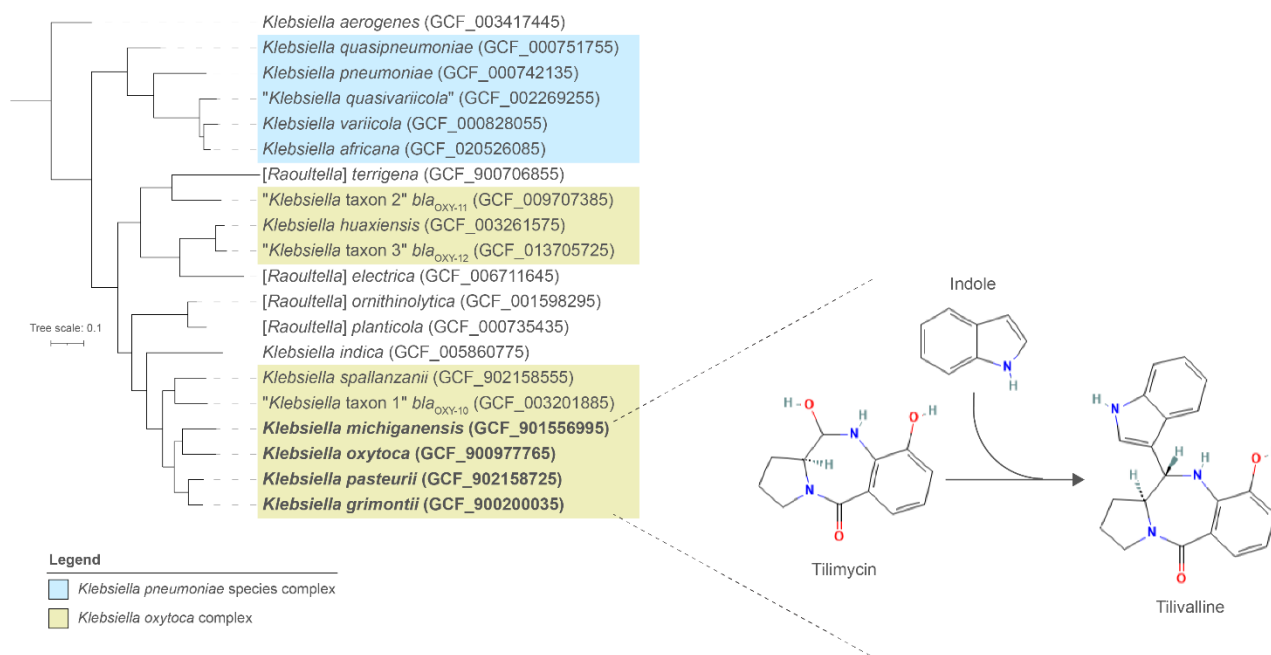 Klebsiella aerogenes (GCF_003417445)
Klebsiella quasipneumoniae (GCF_000751755)
Klebsiella pneumoniae (GCF_000742135)
"Klebsiella quasivariicola" (GCF_002269255)
Klebsiella variicola (GCF_000828055)
Klebsiella africana (GCF_020526085)
[Raoultella] terrigena (GCF_900706855)
"Klebsiella taxon 2" blaOXY-11 (GCF_009707385)
Klebsiella huaxiensis (GCF_003261575)
"Klebsiella taxon 3" blaOXY-12 (GCF_013705725)
[Raoultella] electrica (GCF_006711645)
[Raoultella] ornithinolytica (GCF_001598295)
[Raoultella] planticola (GCF_000735435)
Klebsiella indica (GCF_005860775)
Klebsiella spallanzanii (GCF_902158555)
"Klebsiella taxon 1" blaOXY-10 (GCF_003201885)
Klebsiella michiganensis (GCF_901556995)
Klebsiella oxytoca (GCF_900977765)
Klebsiella pasteurii (GCF_902158725)
Klebsiella grimontii (GCF_900200035)
Tree scale: 0.1
Legend
Klebsiella pneumoniae species complex
Klebsiella oxytoca complex
Indole
N
H
H O H N O H
H
N
O
Tilimycin
H N
H H H N O
N
O
Tilivalline